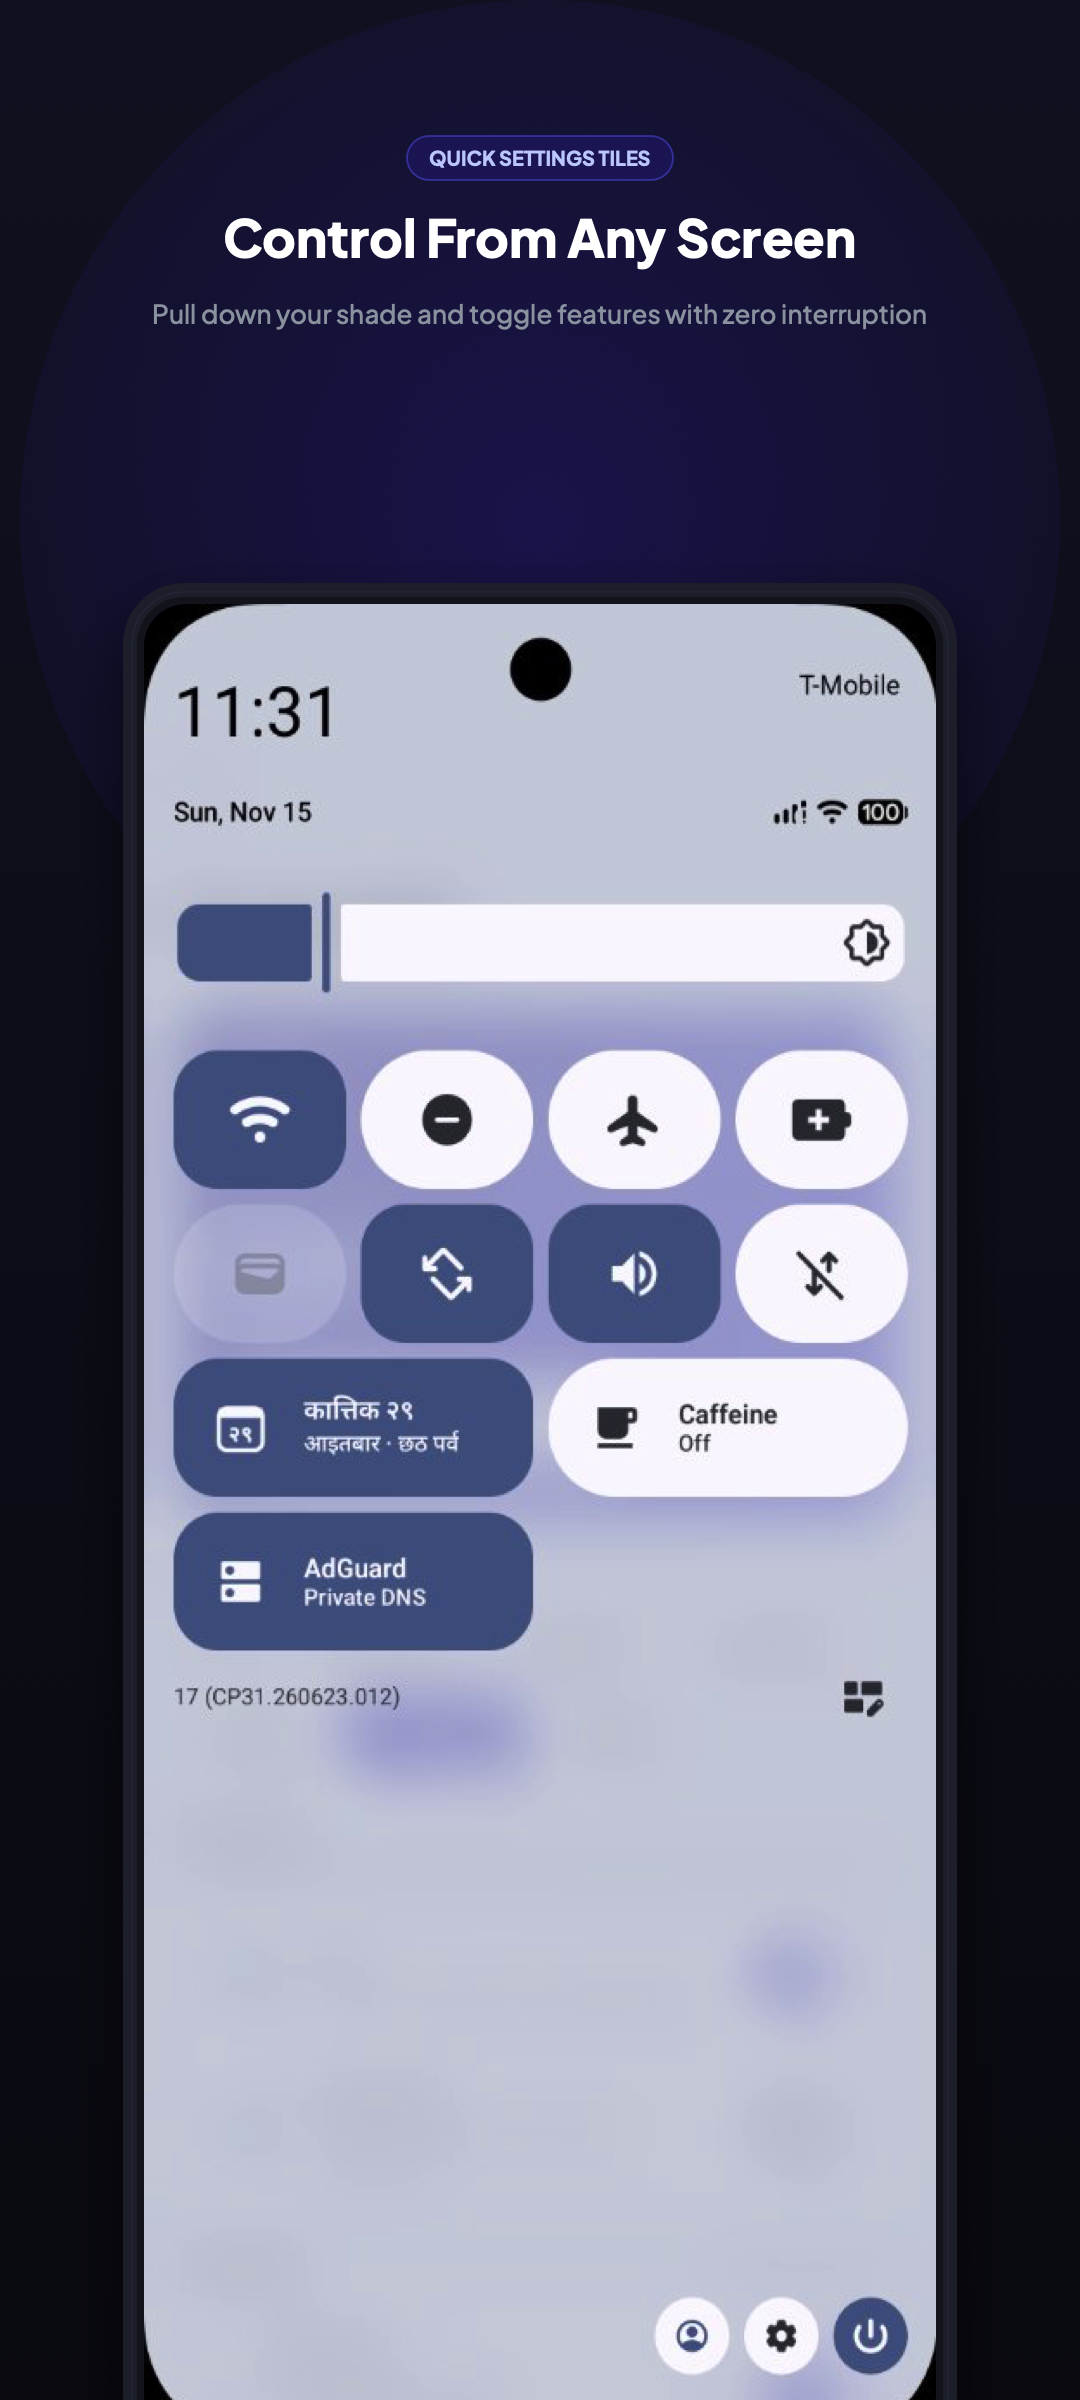 QUICK SETTINGS TILES
Control From Any Screen
Pull down your shade and toggle features with zero interruption
11:31
T-Mobile
Sun, Nov 15
100
कात्तिक २९
आइतबार · छठ पर्व
२९
Caffeine
Off
AdGuard
Private DNS
17 (CP31.260623.012)